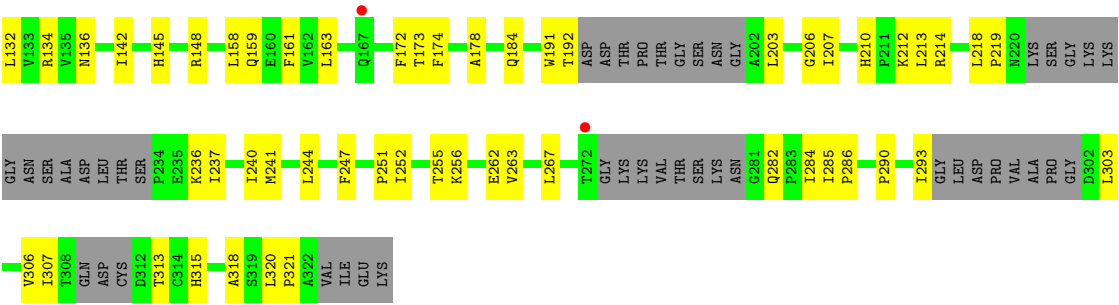 L132 V133 R134 V135 N136 I142 H145 R148 L158 Q159 E160 F161 V162 L163 Q167 F172 T173 F174 A178 Q184 W191 T192 ASP ASP THR PRO THR GLY SER ASN GLY A202 L203 G206 I207 H210 P211 K212 L213 R214 L218 P219 N220 LYS SER GLY LYS LYS
GLY ASN SER ALA ASP LEU THR SER P234 E235 K236 I237 I240 M241 L244 F247 P251 I252 T255 K256 E262 V263 L267 T272 GLY LYS LYS VAL THR SER LYS ASN G281 Q282 P283 I284 I285 P286 P290 I293 GLY LEU ASP PRO VAL ALA PRO GLY D302 L303
V306 I307 T308 GLN ASP CYS D312 T313 C314 H315 A318 S319 L320 P321 A322 VAL ILE GLU LYS